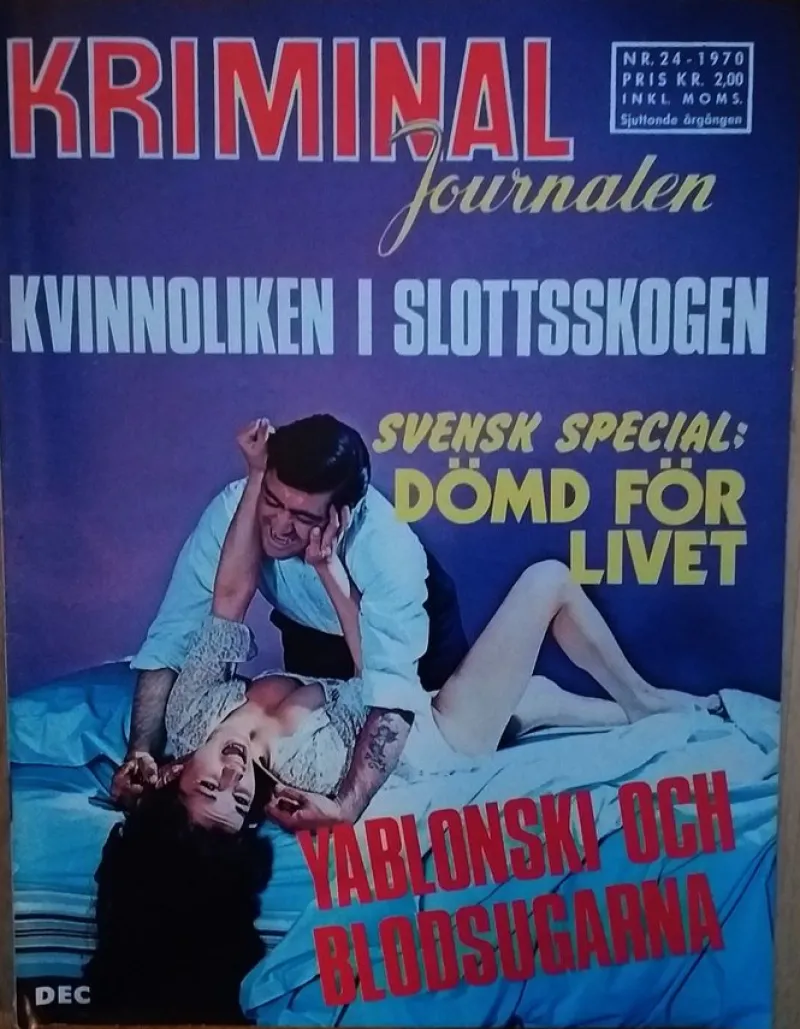 KRIMINAL
Journalen
NR. 24 - 1970
PRIS KR. 2,00
INKL. MOMS.
Sjuttonde årgången
KVINNOLIKEN I SLOTTSSKOGEN
SVENSK SPECIAL:
DÖMD FÖR
LIVET
YABLONSKI OCH
BLODSUGARNA
DEC